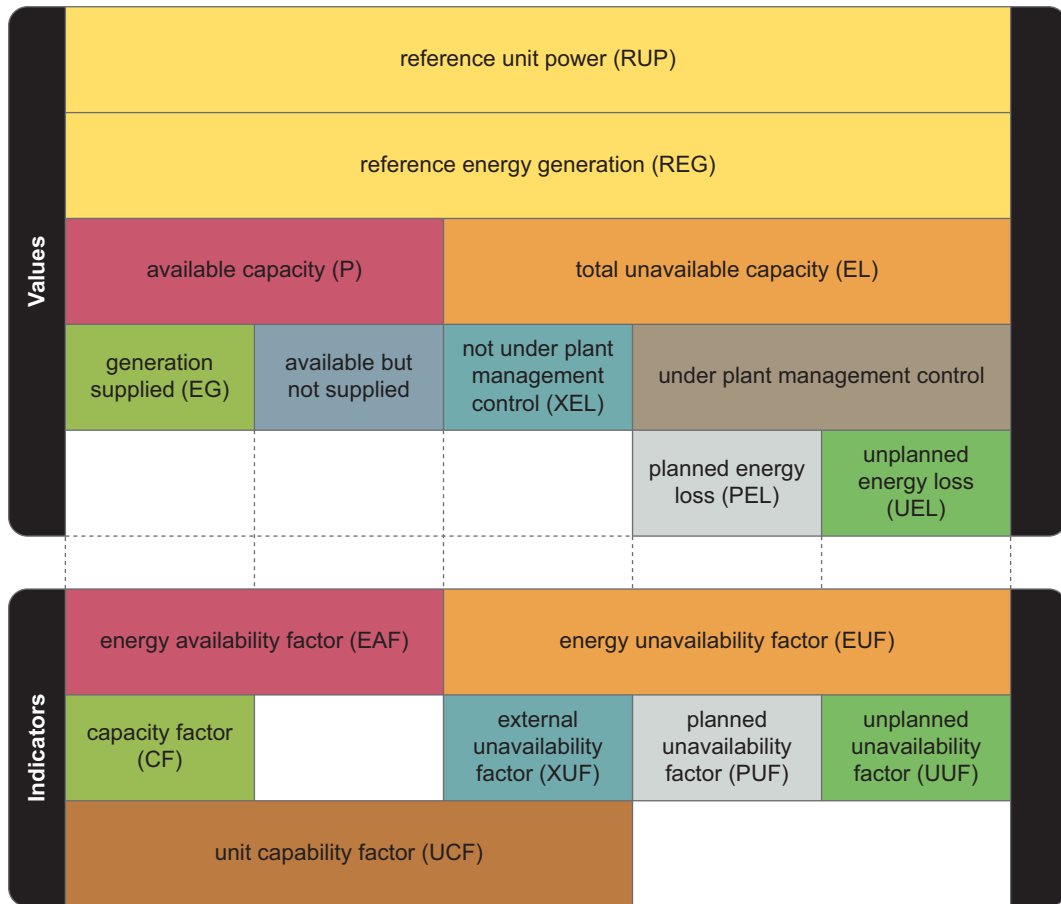 Values
reference unit power (RUP)
reference energy generation (REG)
available capacity (P)
total unavailable capacity (EL)
generation
supplied (EG)
available but
not supplied
not under plant
management
control (XEL)
under plant management control
planned energy
loss (PEL)
unplanned
energy loss
(UEL)
Indicators
energy availability factor (EAF)
energy unavailability factor (EUF)
capacity factor
(CF)
external
unavailability
factor (XUF)
planned
unavailability
factor (PUF)
unplanned
unavailability
factor (UUF)
unit capability factor (UCF)